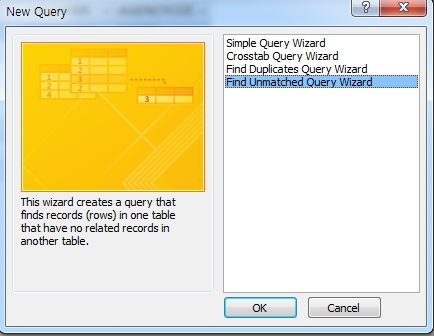 New Query
Simple Query Wizard
Crosstab Query Wizard
Find Duplicates Query Wizard
Find Unmatched Query Wizard
1
2
1
3
2
2
4
3
This wizard creates a query that
finds records (rows) in one table
that have no related records in
another table.
OK
Cancel